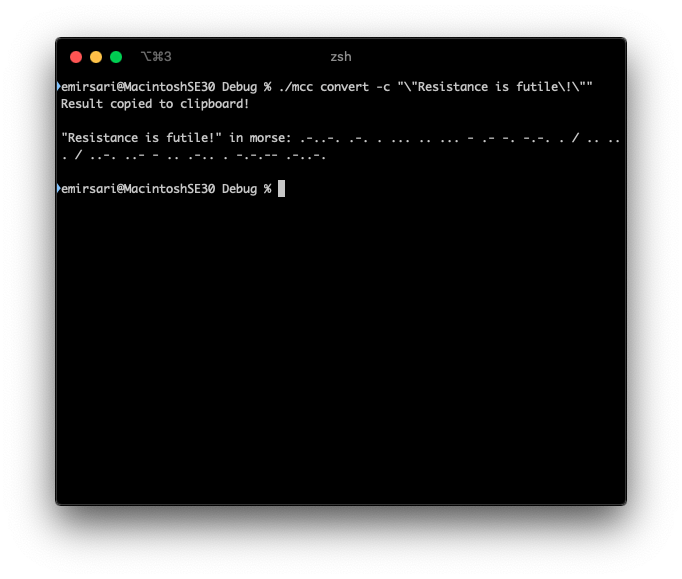 ⌥⌘3
zsh
emirsari@MacintoshSE30 Debug % ./mcc convert -c "\"Resistance is futile\!\""
Result copied to clipboard!
"Resistance is futile!" in morse: .-..-. .-. . ... .. ... - .- -. -.-. . / .. ..
. / ..-. ..- - .. .-.. . -.-.-- .-..-.
emirsari@MacintoshSE30 Debug %